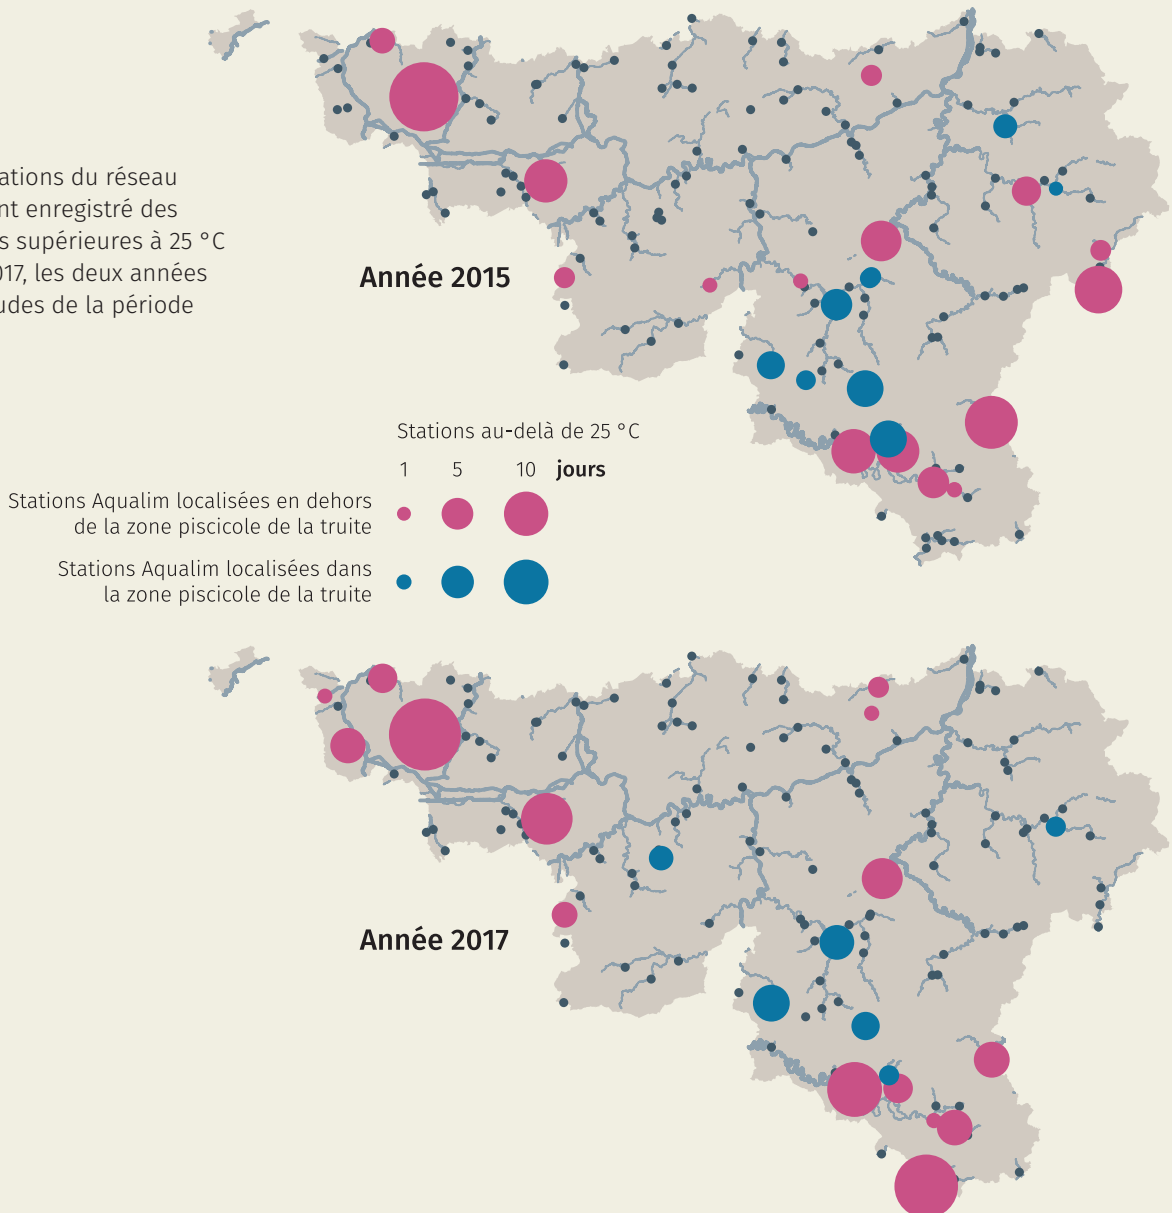 ations du réseau
nt enregistré des
s supérieures à 25 °C
017, les deux années
udes de la période
Année 2015
Stations au-delà de 25 °C
1 5 10 jours
Stations Aqualim localisées en dehors
de la zone piscicole de la truite
Stations Aqualim localisées dans
la zone piscicole de la truite
Année 2017